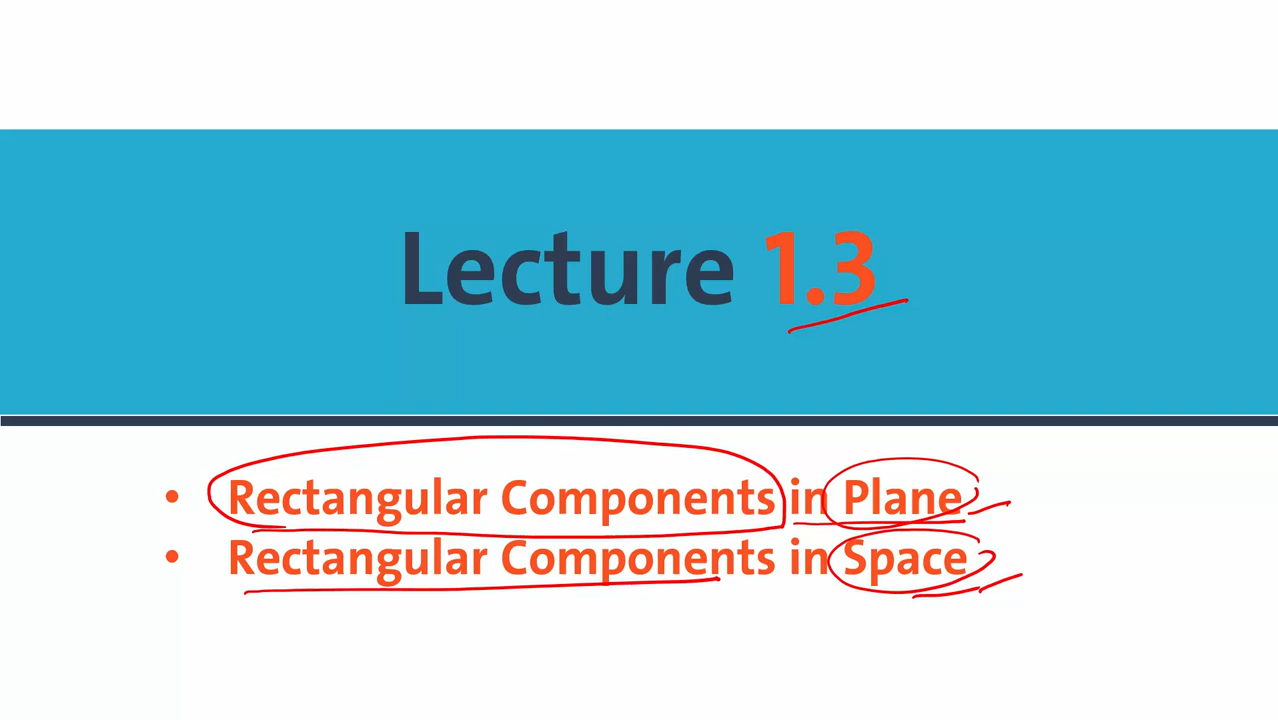 Lecture 1.3
• Rectangular Components in Plane
• Rectangular Components in Space